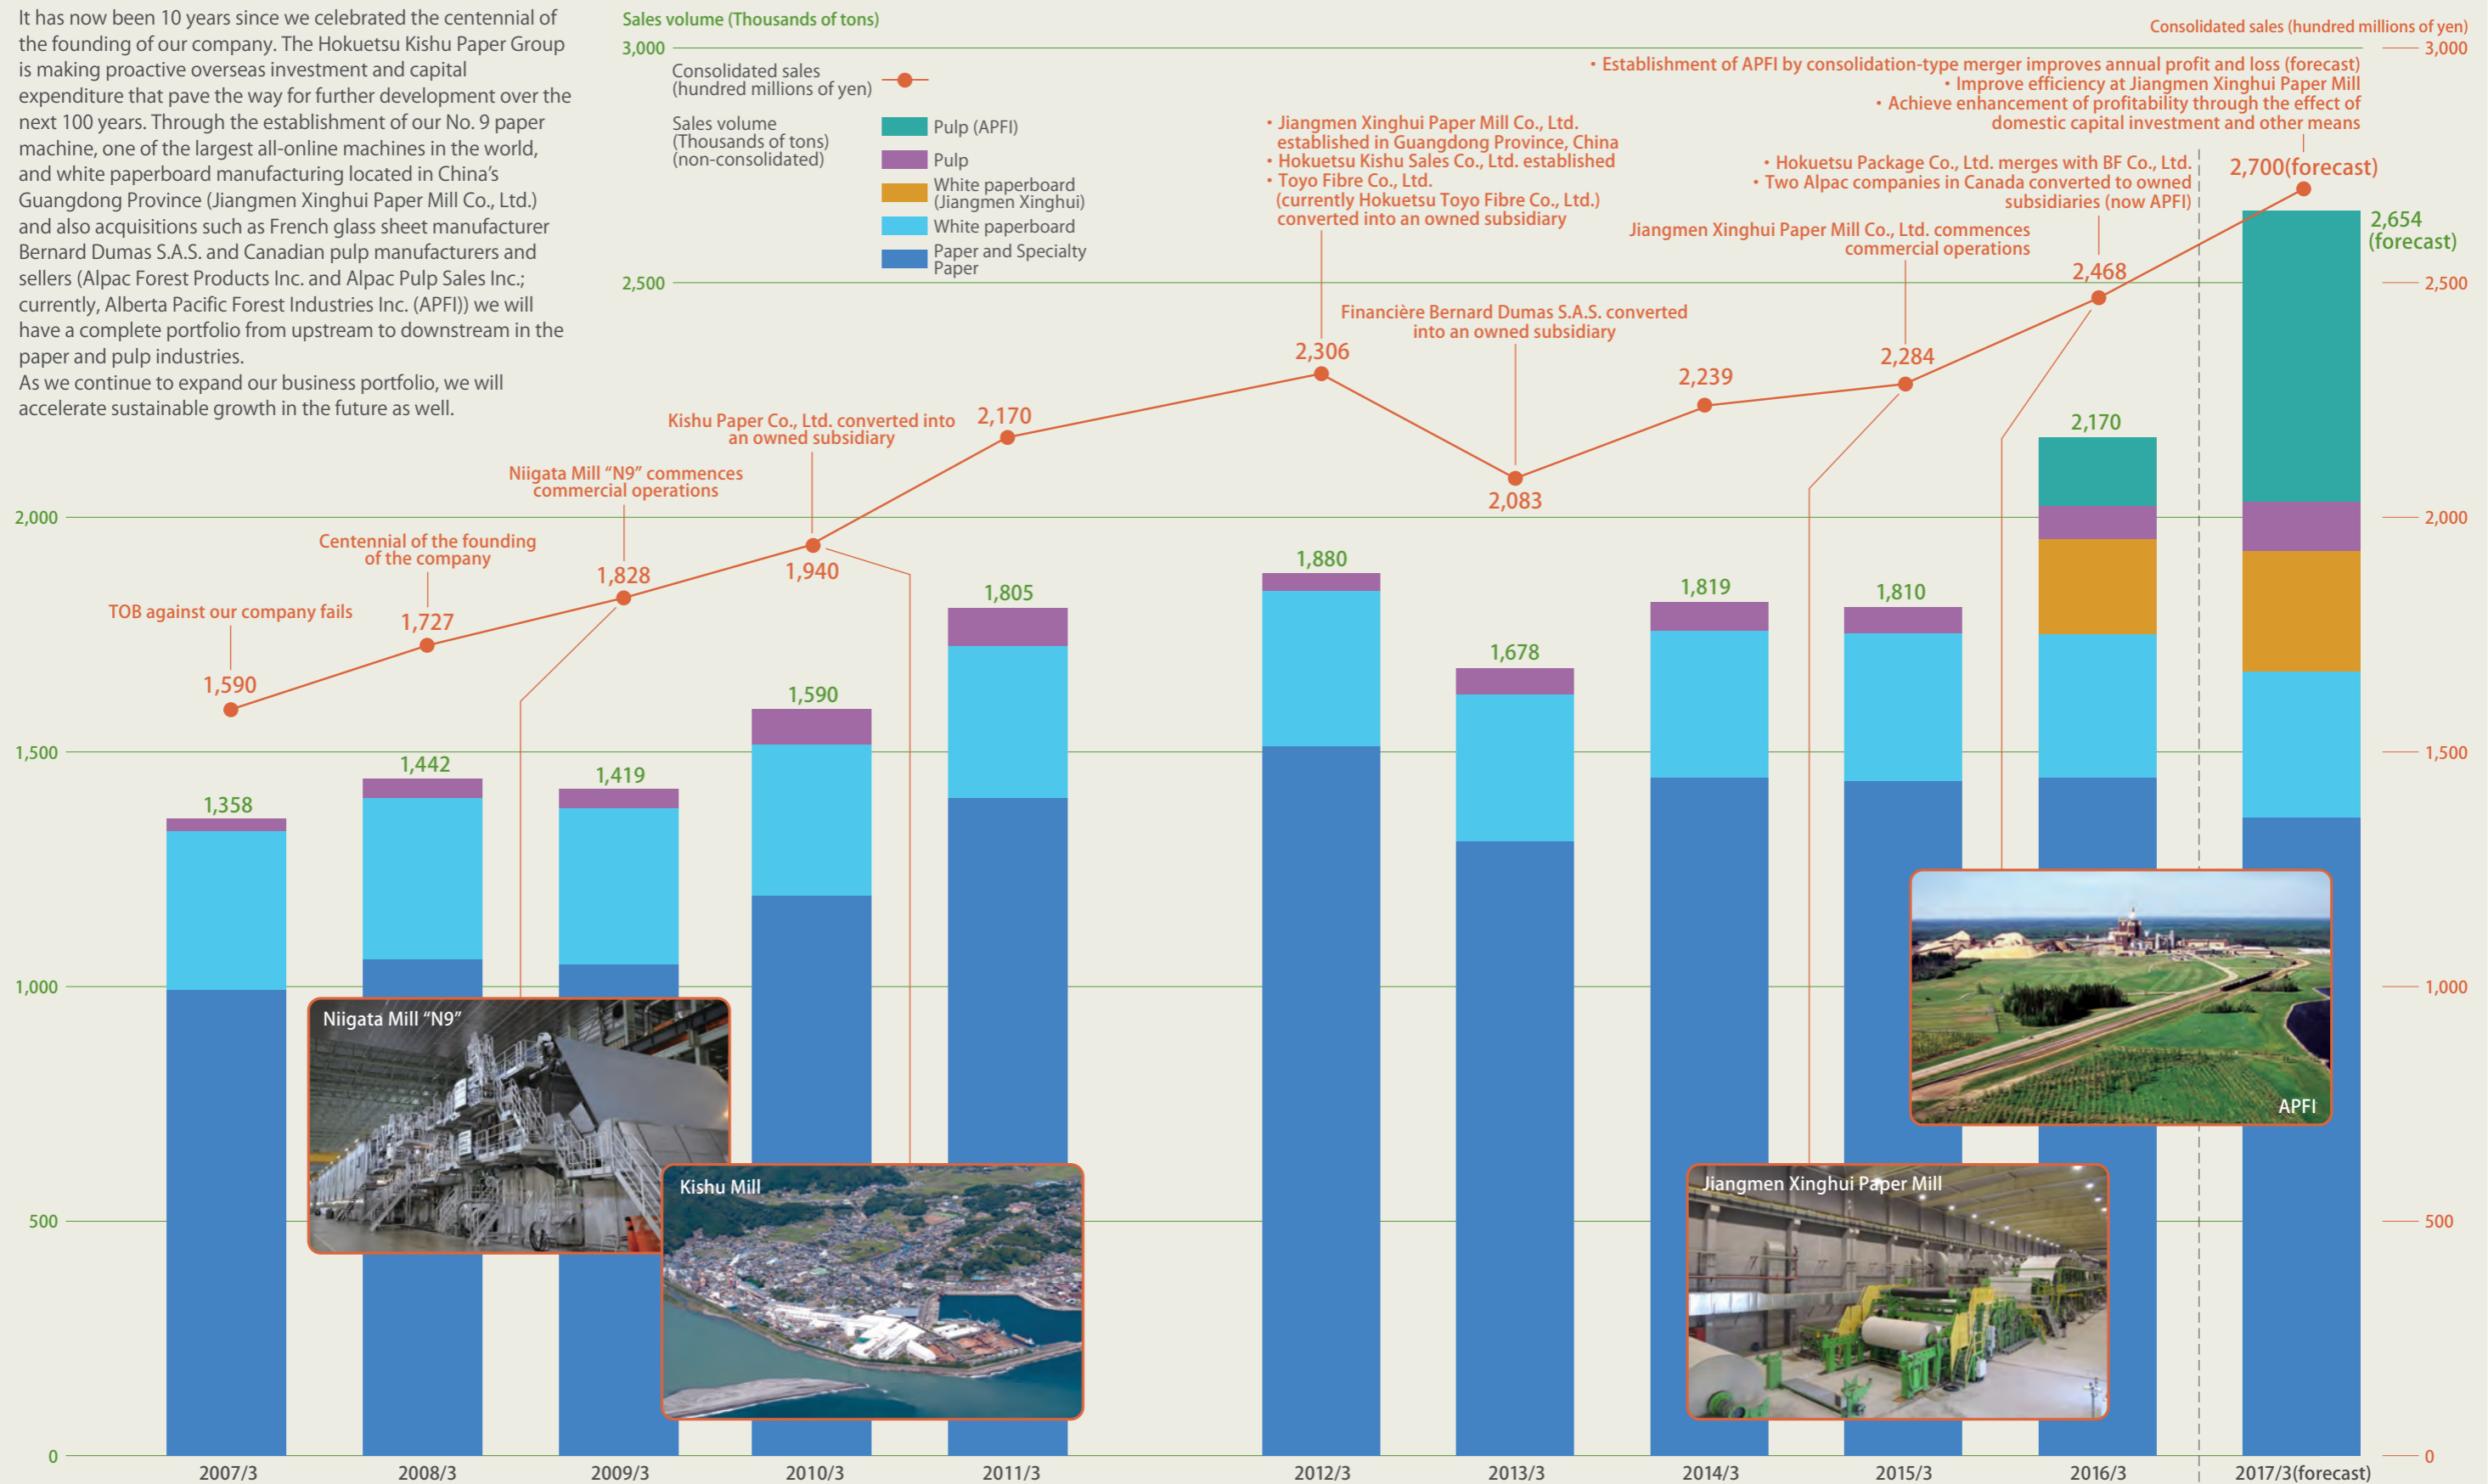 It has now been 10 years since we celebrated the centennial of
the founding of our company. The Hokuetsu Kishu Paper Group
is making proactive overseas investment and capital
expenditure that pave the way for further development over the
next 100 years. Through the establishment of our No. 9 paper
machine, one of the largest all-online machines in the world,
and white paperboard manufacturing located in China's
Guangdong Province (Jiangmen Xinghui Paper Mill Co., Ltd.)
and also acquisitions such as French glass sheet manufacturer
Bernard Dumas S.A.S. and Canadian pulp manufacturers and
sellers (Alpac Forest Products Inc. and Alpac Pulp Sales Inc.;
currently, Alberta Pacific Forest Industries Inc. (APFI)) we will
have a complete portfolio from upstream to downstream in the
paper and pulp industries.
As we continue to expand our business portfolio, we will
accelerate sustainable growth in the future as well.
Sales volume (Thousands of tons)
3,000
2,500
2,000
1,500
1,000
500
0
Consolidated sales
(hundred millions of yen)
Sales volume
(Thousands of tons)
(non-consolidated)
Pulp (APFI)
Pulp
White paperboard
(Jiangmen Xinghui)
White paperboard
Paper and Specialty
Paper
Consolidated sales (hundred millions of yen)
3,000
2,500
2,000
1,500
1,000
500
0
TOB against our company fails
1,590
Centennial of the founding
of the company
1,727
Niigata Mill “N9” commences
commercial operations
1,828
Kishu Paper Co., Ltd. converted into
an owned subsidiary
1,940
2,170
• Jiangmen Xinghui Paper Mill Co., Ltd.
established in Guangdong Province, China
• Hokuetsu Kishu Sales Co., Ltd. established
• Toyo Fibre Co., Ltd.
(currently Hokuetsu Toyo Fibre Co., Ltd.)
converted into an owned subsidiary
2,306
Financière Bernard Dumas S.A.S. converted
into an owned subsidiary
2,083
2,239
Jiangmen Xinghui Paper Mill Co., Ltd. commences
commercial operations
2,284
• Hokuetsu Package Co., Ltd. merges with BF Co., Ltd.
• Two Alpac companies in Canada converted to owned
subsidiaries (now APFI)
2,468
• Establishment of APFI by consolidation-type merger improves annual profit and loss (forecast)
• Improve efficiency at Jiangmen Xinghui Paper Mill
• Achieve enhancement of profitability through the effect of
domestic capital investment and other means
2,700(forecast)
1,358
1,442
1,419
1,590
1,805
1,880
1,678
1,819
1,810
2,170
2,654
(forecast)
Niigata Mill “N9”
Kishu Mill
Jiangmen Xinghui Paper Mill
APFI
2007/3
2008/3
2009/3
2010/3
2011/3
2012/3
2013/3
2014/3
2015/3
2016/3
2017/3(forecast)